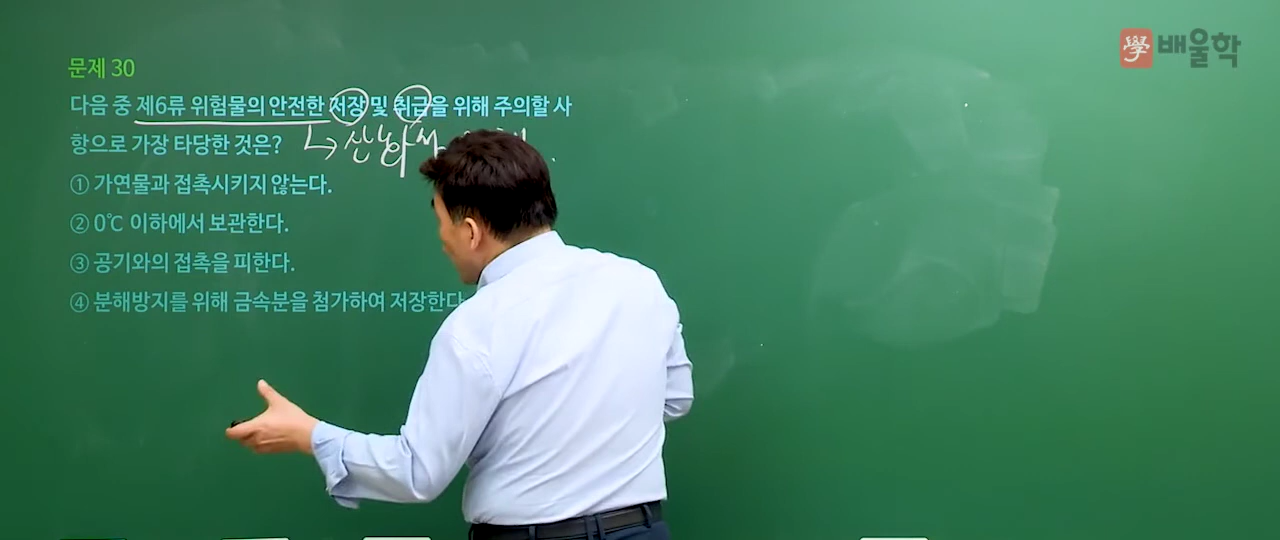 學 배울학
문제 30
다음 중 제6류 위험물의 안전한 저장 및 취급을 위해 주의할 사
항으로 가장 타당한 것은?
① 가연물과 접촉시키지 않는다.
② 0℃ 이하에서 보관한다.
③ 공기와의 접촉을 피한다.
④ 분해방지를 위해 금속분을 첨가하여 저장한다